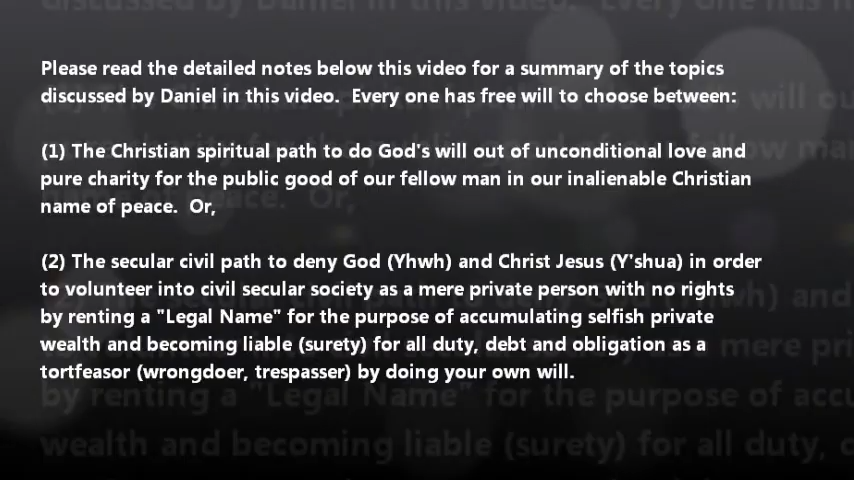 Please read the detailed notes below this video for a summary of the topics
discussed by Daniel in this video.  Every one has free will to choose between:
(1) The Christian spiritual path to do God's will out of unconditional love and
pure charity for the public good of our fellow man in our inalienable Christian
name of peace.  Or,
(2) The secular civil path to deny God (Yhwh) and Christ Jesus (Y'shua) in order
to volunteer into civil secular society as a mere private person with no rights
by renting a "Legal Name" for the purpose of accumulating selfish private
wealth and becoming liable (surety) for all duty, debt and obligation as a
tortfeasor (wrongdoer, trespasser) by doing your own will.